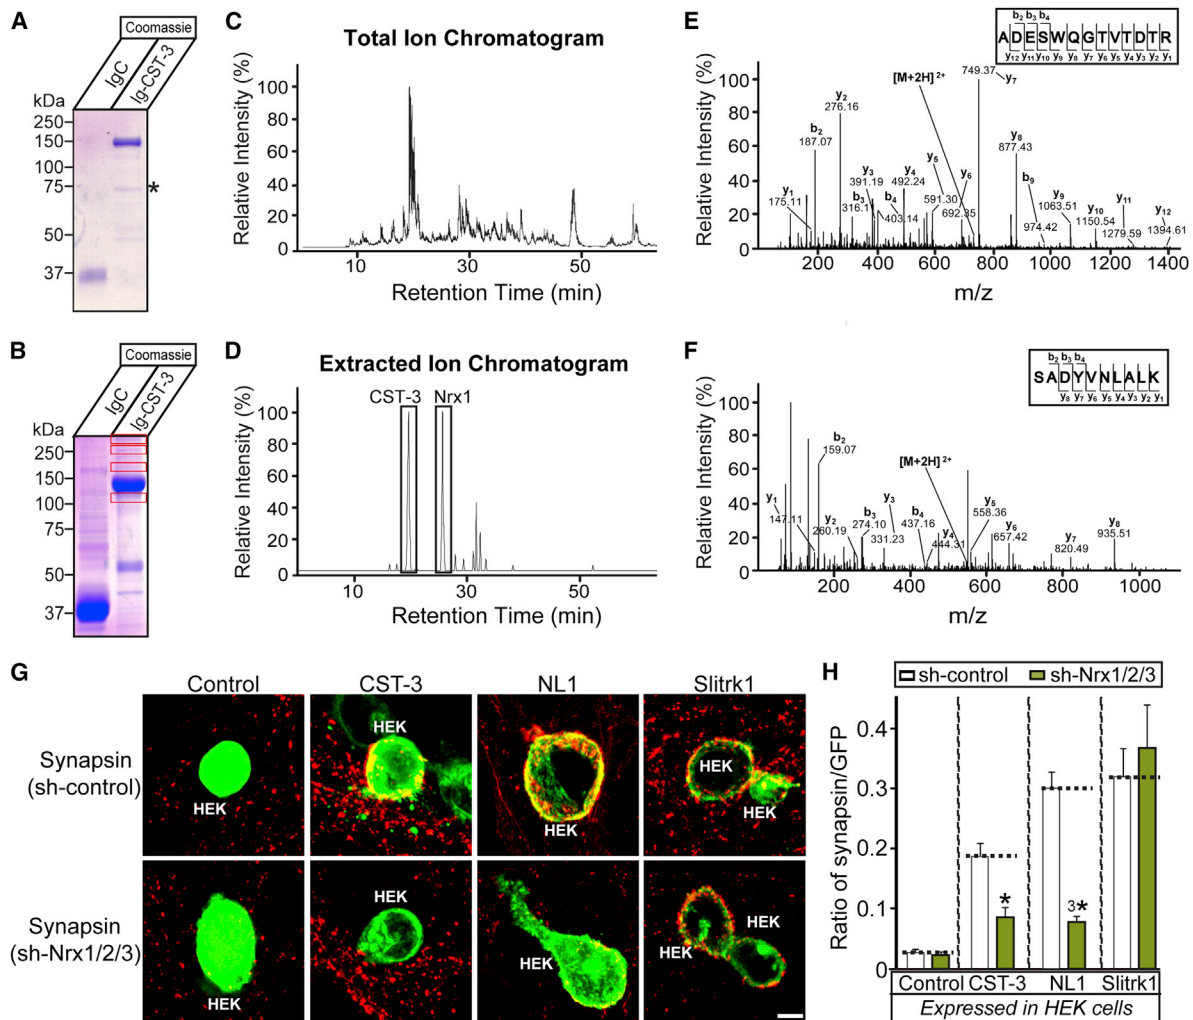 A
Coomassie
IgC
Ig-CST-3
kDa
250
150
100
75
*
50
37
B
Coomassie
IgC
Ig-CST-3
kDa
250
150
100
75
50
37
C
Total Ion Chromatogram
Relative Intensity (%)
100
80
60
40
20
0
10 30 50
Retention Time (min)
D
Extracted Ion Chromatogram
CST-3 Nrx1
Relative Intensity (%)
100
80
60
40
20
0
10 30 50
Retention Time (min)
E
b2 b3 b4
ADESWQGTVTDTR
y12 y11 y10 y9 y8 y7 y6 y5 y4 y3 y2 y1
Relative Intensity (%)
100
80
60
40
20
0
[M+2H] 2+
749.37 y7
y2
276.16
b2
187.07
y8
877.43
y1
175.11
y3
391.19
b3
316.1
y4
492.24
b4
403.14
y5
591.30
y6
692.35
b9
974.42
y9
1063.51
y10
1150.54
y11
1279.59
y12
1394.61
200 400 600 800 1000 1200 1400
m/z
F
b2 b3 b4
SADYVNLALK
y8 y7 y6 y5 y4 y3 y2 y1
Relative Intensity (%)
100
80
60
40
20
0
b2
159.07
[M+2H] 2+
y1
147.11
y2
260.19
b3
274.10
y3
331.23
b4
437.16
y4
444.31
y5
558.36
y6
657.42
y7
820.49
y8
935.51
0 200 400 600 800 1000
m/z
G
Control CST-3 NL1 Slitrk1
Synapsin
(sh-control)
HEK
HEK
HEK
HEK
HEK
Synapsin
(sh-Nrx1/2/3)
HEK
HEK
HEK
HEK
HEK
H
sh-control sh-Nrx1/2/3
Ratio of synapsin/GFP
0.4
0.3
0.2
0.1
0
*
3*
Control CST-3 NL1 Slitrk1
Expressed in HEK cells